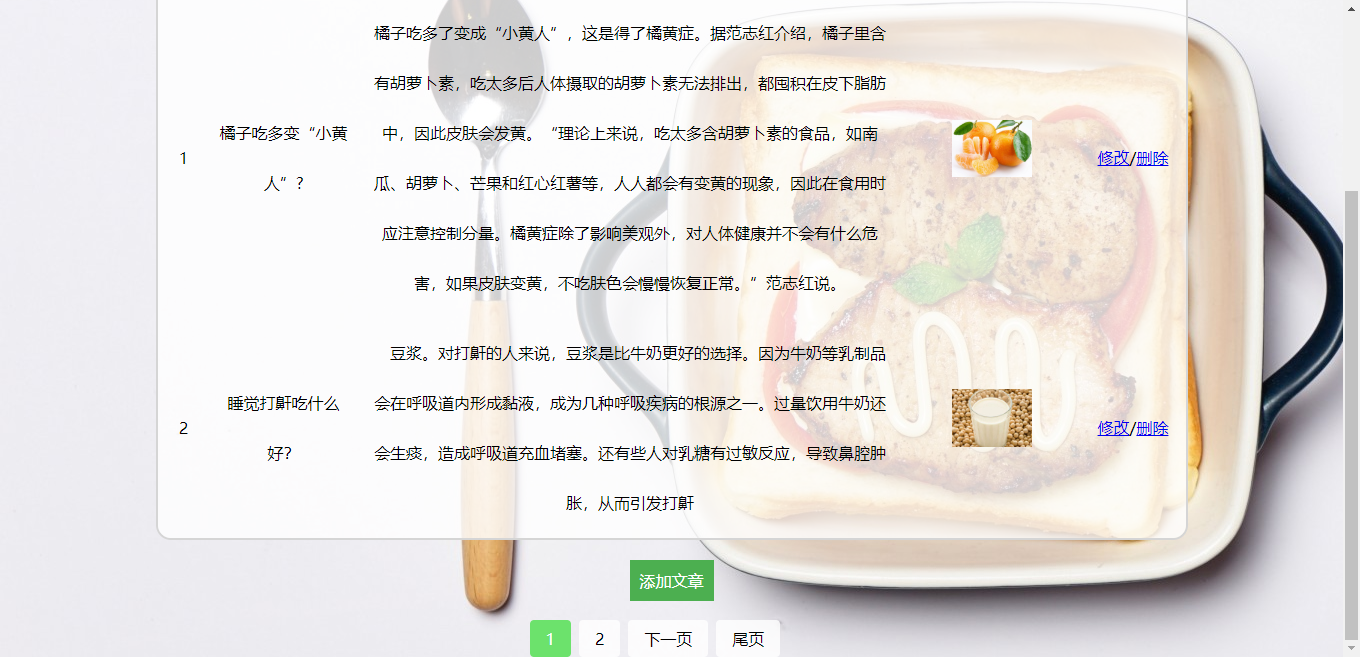 1
橘子吃多变“小黄
人”?
橘子吃多了变成“小黄人”，这是得了橘黄症。据范志红介绍，橘子里含
有胡萝卜素，吃太多后人体摄取的胡萝卜素无法排出，都囤积在皮下脂肪
中，因此皮肤会发黄。“理论上来说，吃太多含胡萝卜素的食品，如南
瓜、胡萝卜、芒果和红心红薯等，人人都会有变黄的现象，因此在食用时
应注意控制分量。橘黄症除了影响美观外，对人体健康并不会有什么危
害，如果皮肤变黄，不吃肤色会慢慢恢复正常。”范志红说。
修改/删除
2
睡觉打鼾吃什么
好?
豆浆。对打鼾的人来说，豆浆是比牛奶更好的选择。因为牛奶等乳制品
会在呼吸道内形成黏液，成为几种呼吸疾病的根源之一。过量饮用牛奶还
会生痰，造成呼吸道充血堵塞。还有些人对乳糖有过敏反应，导致鼻腔肿
胀，从而引发打鼾
修改/删除
添加文章
1 2 下一页 尾页